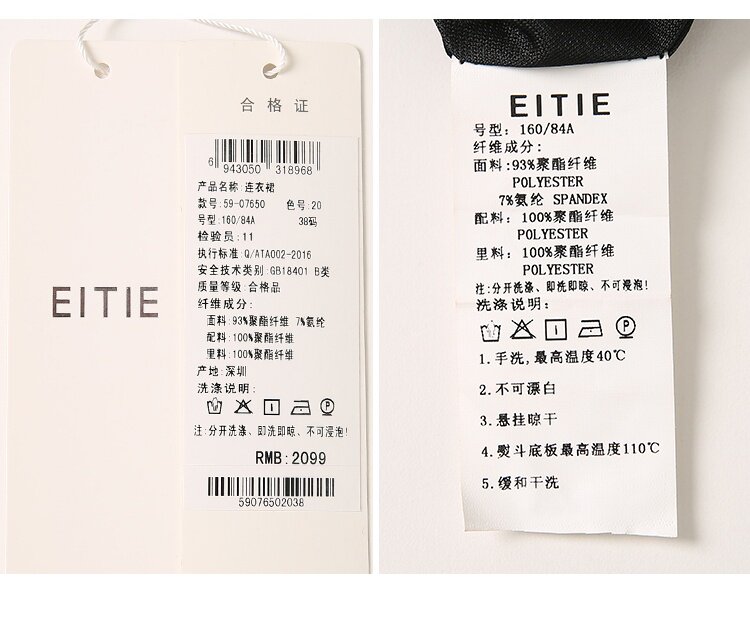 EITIE
合格证
6 943050 318968
产品名称:连衣裙
款号:59-07650 色号:20
号型:160/84A 38码
检验员:11
执行标准:Q/ATA002-2016
安全技术类别:GB18401 B类
质量等级:合格品
纤维成分:
面料:93%聚酯纤维 7%氨纶
配料:100%聚酯纤维
里料:100%聚酯纤维
产地:深圳
洗涤说明:
P
注:分开洗涤、即洗即晾、不可浸泡!
RMB:2099
59076502038
EITIE
号型: 160/84A
纤维成分:
面料:93%聚酯纤维
POLYESTER
7%氨纶 SPANDEX
配料: 100%聚酯纤维
POLYESTER
里料: 100%聚酯纤维
POLYESTER
注:分开洗涤、即洗即晾、不可浸泡!
洗涤说明:
P
1.手洗,最高温度40℃
2.不可漂白
3.悬挂晾干
4.熨斗底板最高温度110℃
5.缓和干洗